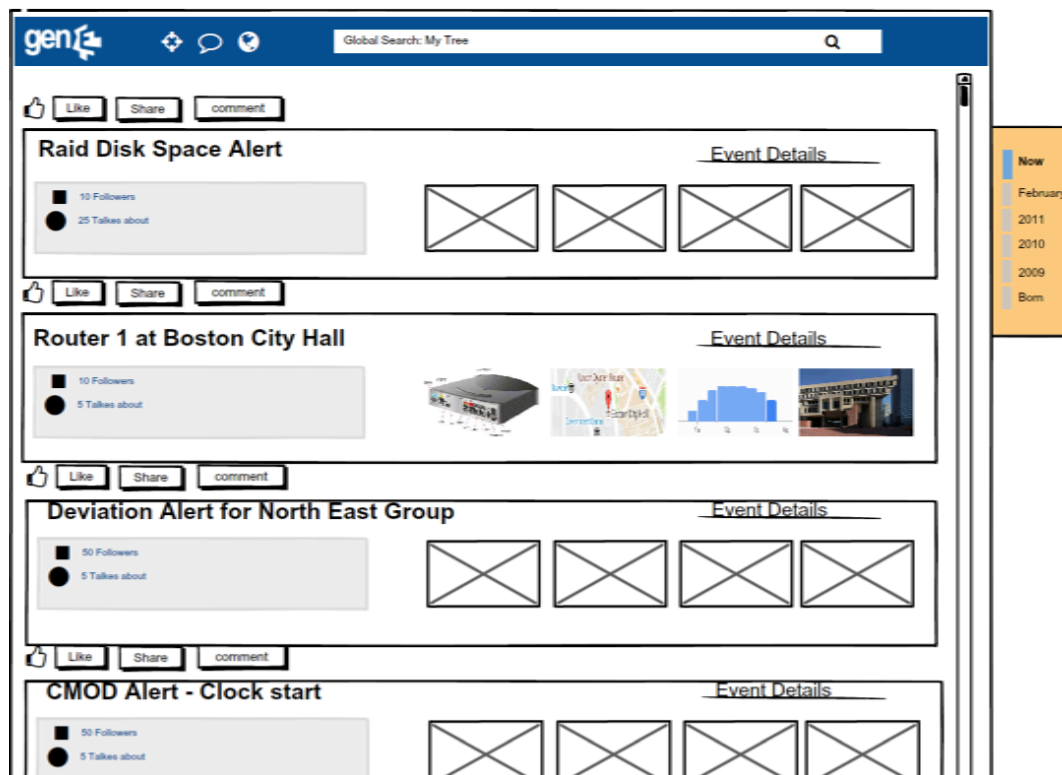 gen
Global Search: My Tree
Like Share comment
Raid Disk Space Alert
Event Details
10 Followers
25 Talkes about
Now
February
2011
2010
2009
Born
Like Share comment
Router 1 at Boston City Hall
Event Details
10 Followers
5 Talkes about
Like Share comment
Deviation Alert for North East Group
Event Details
50 Followers
5 Talkes about
Like Share comment
CMOD Alert - Clock start
Event Details
50 Followers
5 Talkes about